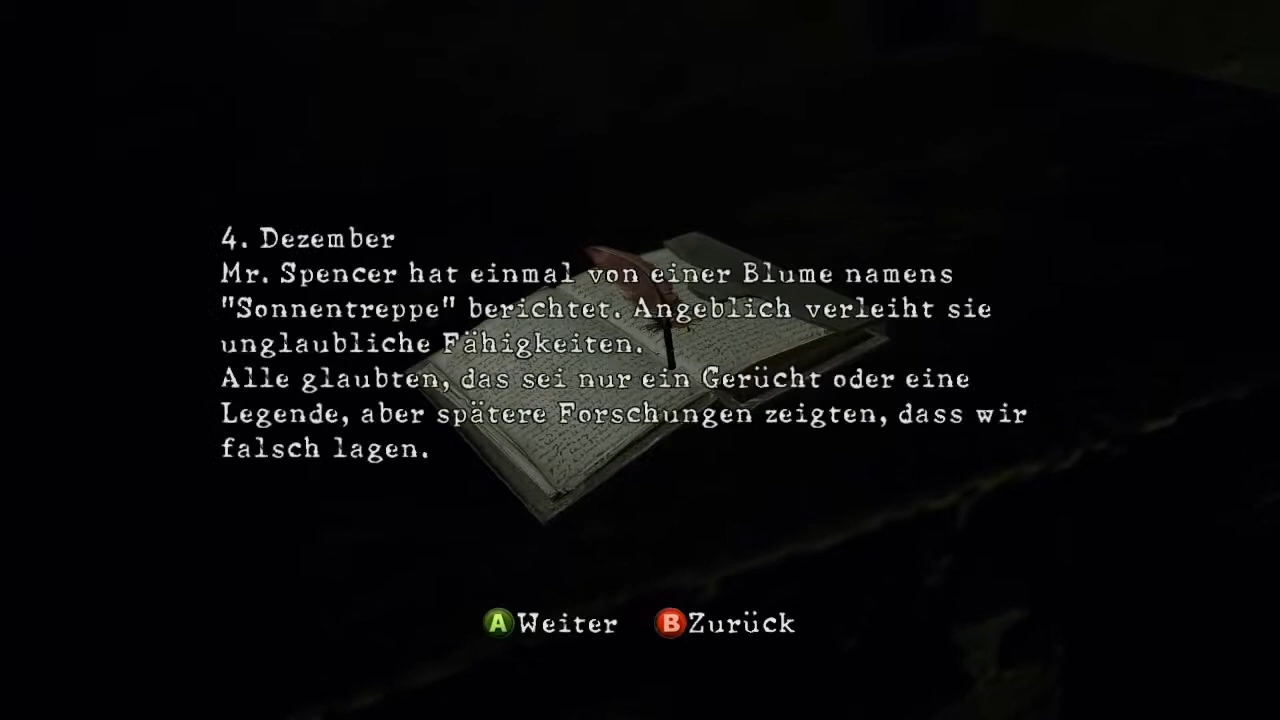 4. Dezember
Mr. Spencer hat einmal von einer Blume namens
"Sonnentreppe" berichtet. Angeblich verleiht sie
unglaubliche Fähigkeiten.
Alle glaubten, das sei nur ein Gerücht oder eine
Legende, aber spätere Forschungen zeigten, dass wir
falsch lagen.
A Weiter B Zurück